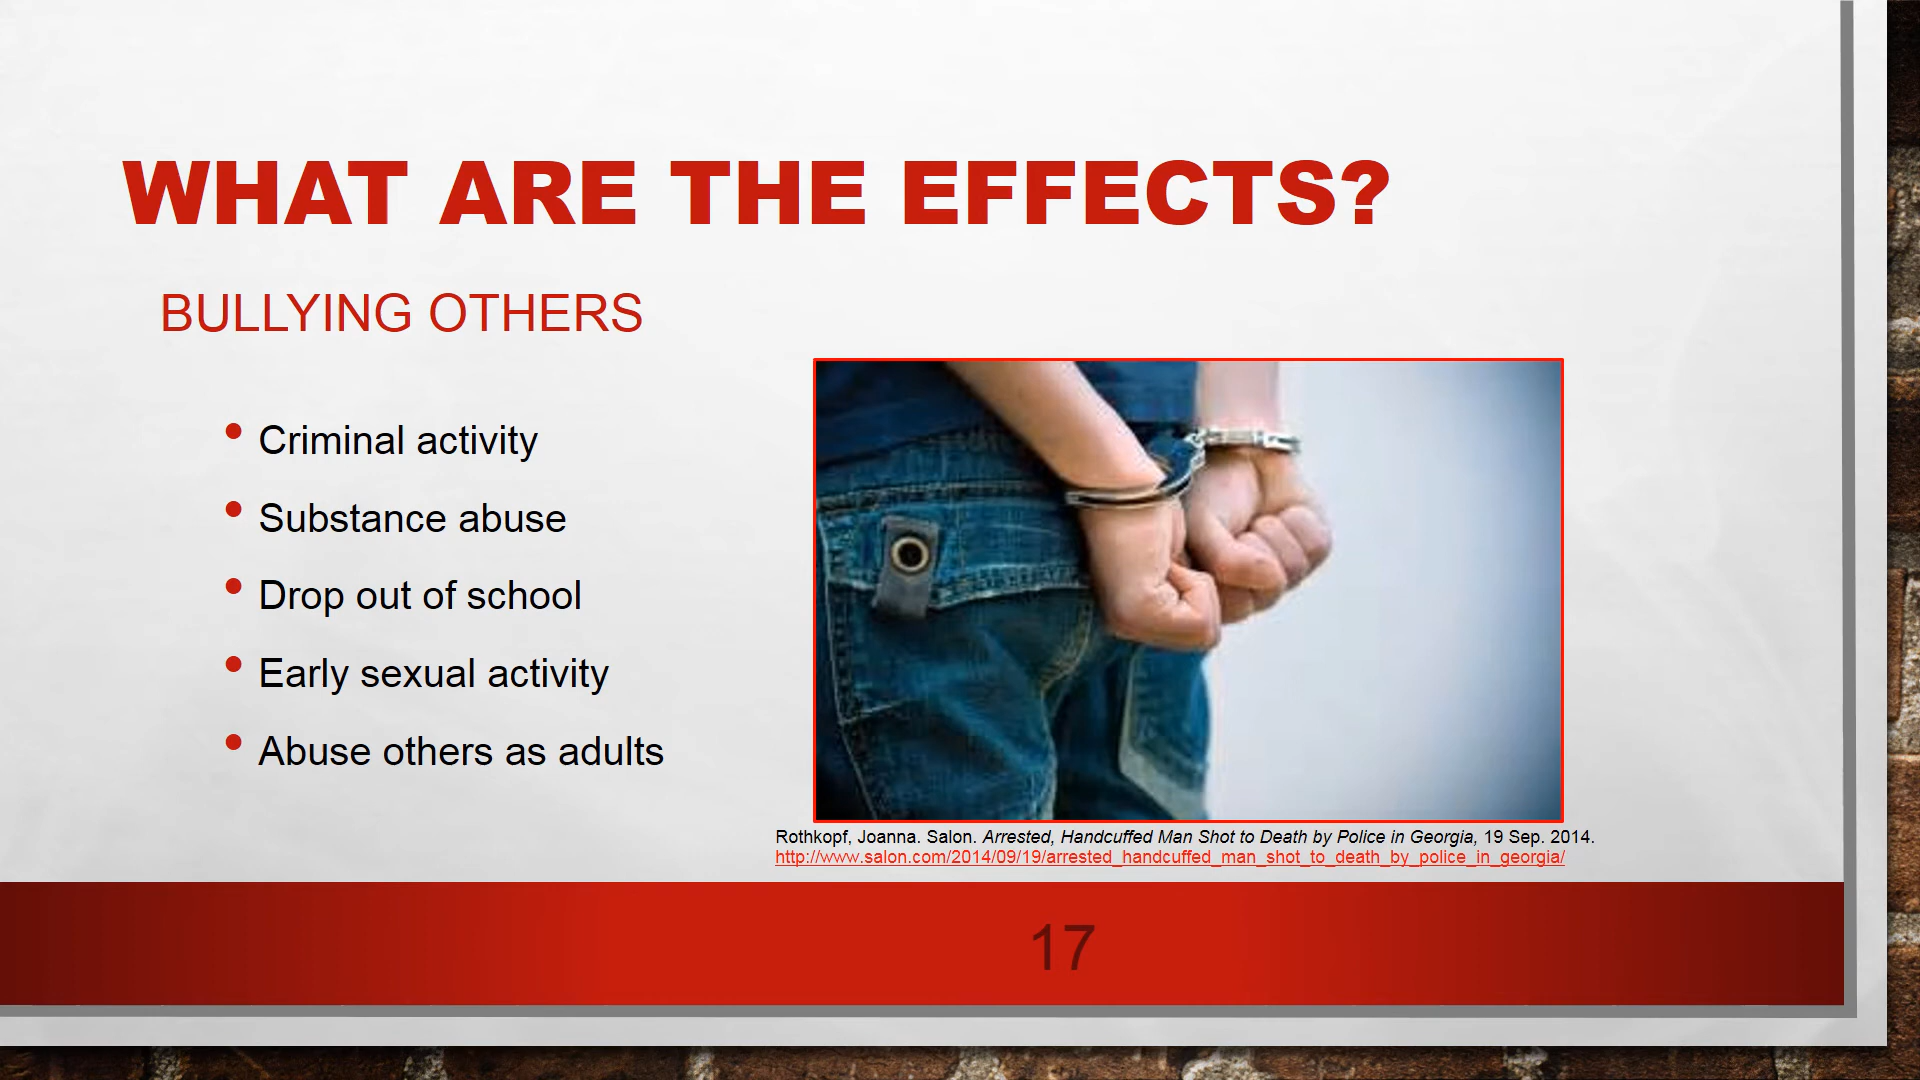 WHAT ARE THE EFFECTS?
BULLYING OTHERS
• Criminal activity
• Substance abuse
• Drop out of school
• Early sexual activity
• Abuse others as adults
Rothkopf, Joanna. Salon. Arrested, Handcuffed Man Shot to Death by Police in Georgia, 19 Sep. 2014.
http://www.salon.com/2014/09/19/arrested_handcuffed_man_shot_to_death_by_police_in_georgia/
17